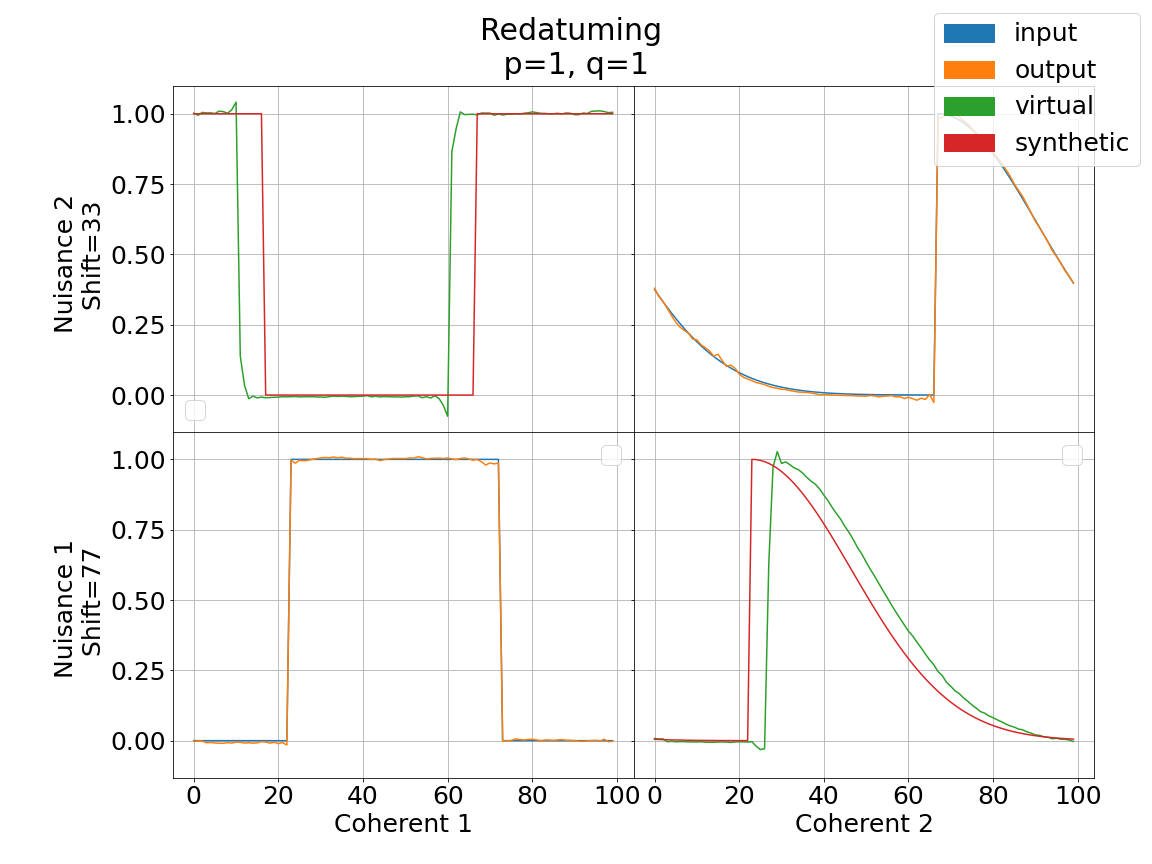 Redatuming
p=1, q=1
input
output
virtual
synthetic
Nuisance 2
Shift=33
1.00
0.75
0.50
0.25
0.00
Nuisance 1
Shift=77
1.00
0.75
0.50
0.25
0.00
0 20 40 60 80 100
0 20 40 60 80 100
Coherent 1
Coherent 2